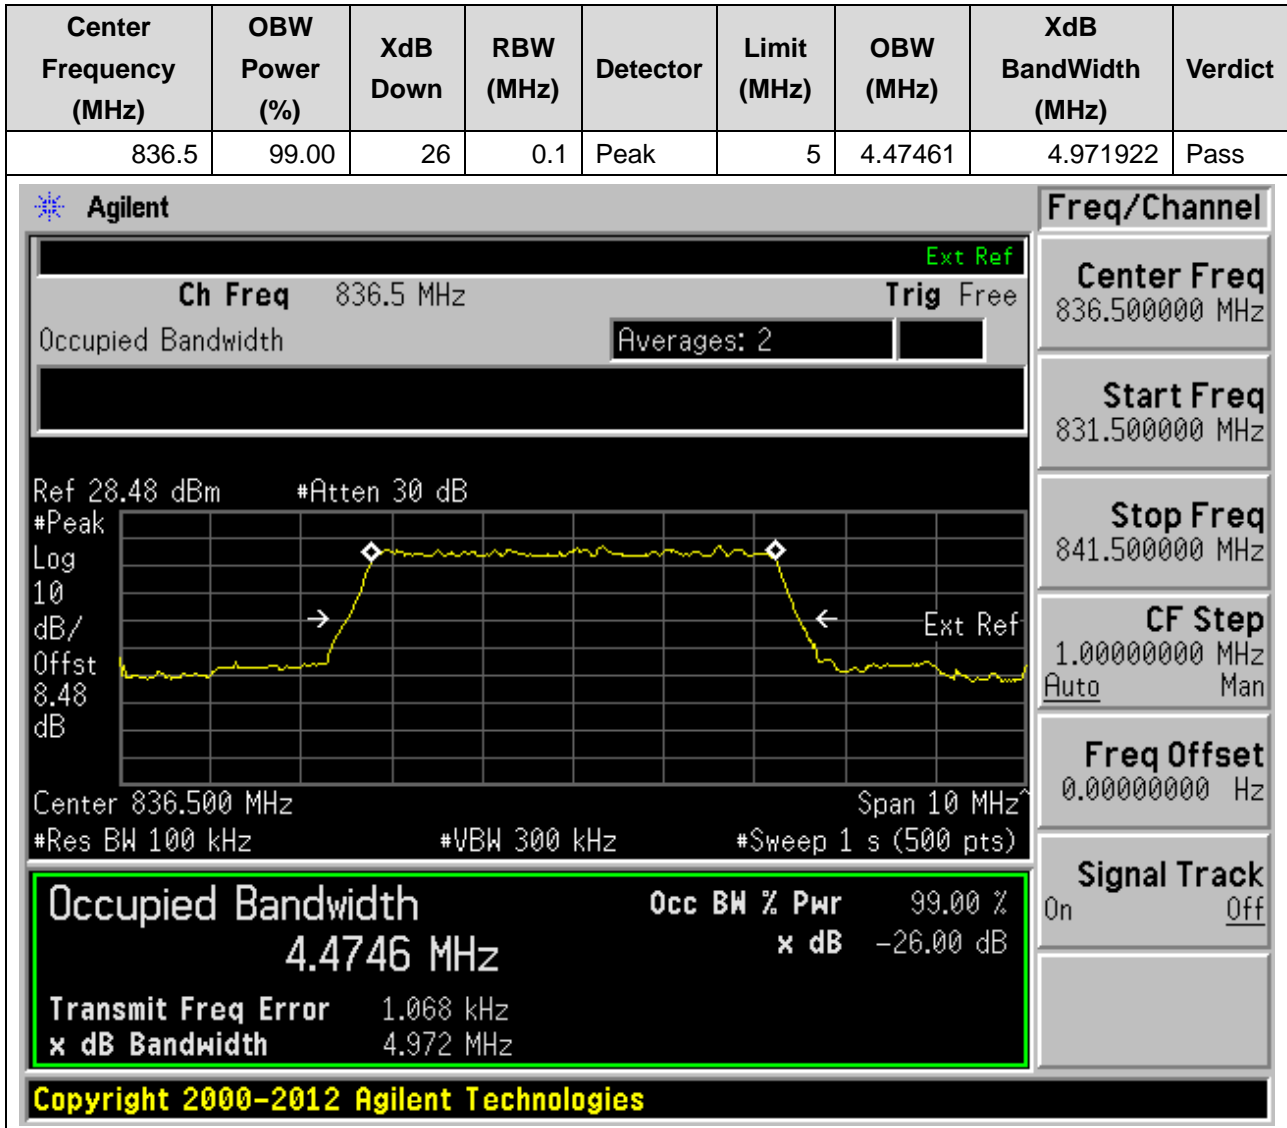 Center Frequency (MHz) OBW Power (%) XdB Down RBW (MHz) Detector Limit (MHz) OBW (MHz) XdB BandWidth (MHz) Verdict
836.5 99.00 26 0.1 Peak 5 4.47461 4.971922 Pass
Agilent
Freq/Channel
Ext Ref
Ch Freq 836.5 MHz Trig Free
Occupied Bandwidth Averages: 2
Center Freq
836.500000 MHz
Start Freq
831.500000 MHz
Stop Freq
841.500000 MHz
CF Step
1.00000000 MHz
Auto Man
Freq Offset
0.00000000 Hz
Signal Track
On Off
Ref 28.48 dBm #Atten 30 dB
#Peak
Log
10
dB/
Offst
8.48
dB
Ext Ref
Center 836.500 MHz Span 10 MHz^
#Res BW 100 kHz #VBW 300 kHz #Sweep 1 s (500 pts)
Occupied Bandwidth Occ BW % Pwr 99.00 %
4.4746 MHz x dB -26.00 dB
Transmit Freq Error 1.068 kHz
x dB Bandwidth 4.972 MHz
Copyright 2000-2012 Agilent Technologies